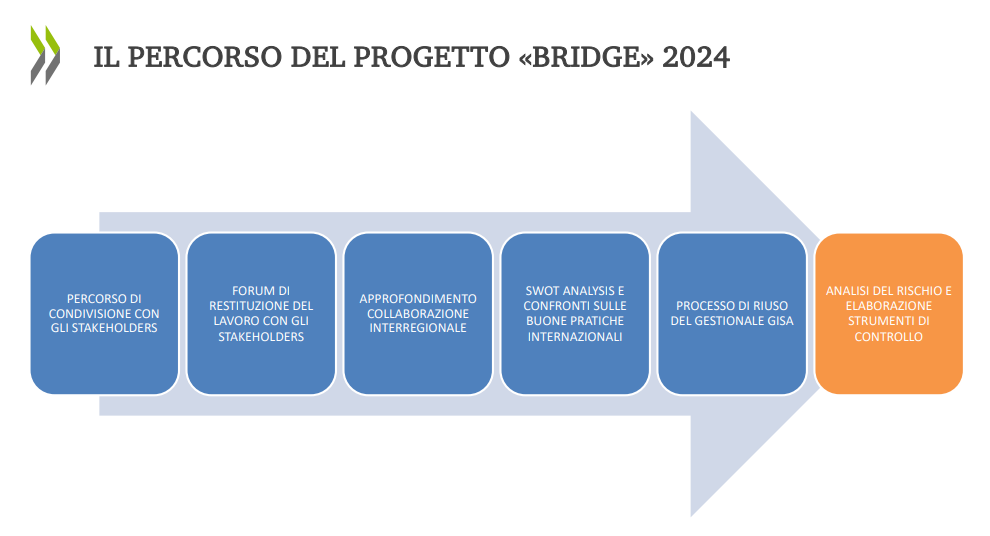 IL PERCORSO DEL PROGETTO «BRIDGE» 2024
PERCORSO DI
CONDIVISIONE CON
GLI STAKEHOLDERS
FORUM DI
RESTITUZIONE DEL
LAVORO CON GLI
STAKEHOLDERS
APPROFONDIMENTO
COLLABORAZIONE
INTERREGIONALE
SWOT ANALYSIS E
CONFRONTI SULLE
BUONE PRATICHE
INTERNAZIONALI
PROCESSO DI RIUSO
DEL GESTIONALE GISA
ANALISI DEL RISCHIO E
ELABORAZIONE
STRUMENTI DI
CONTROLLO